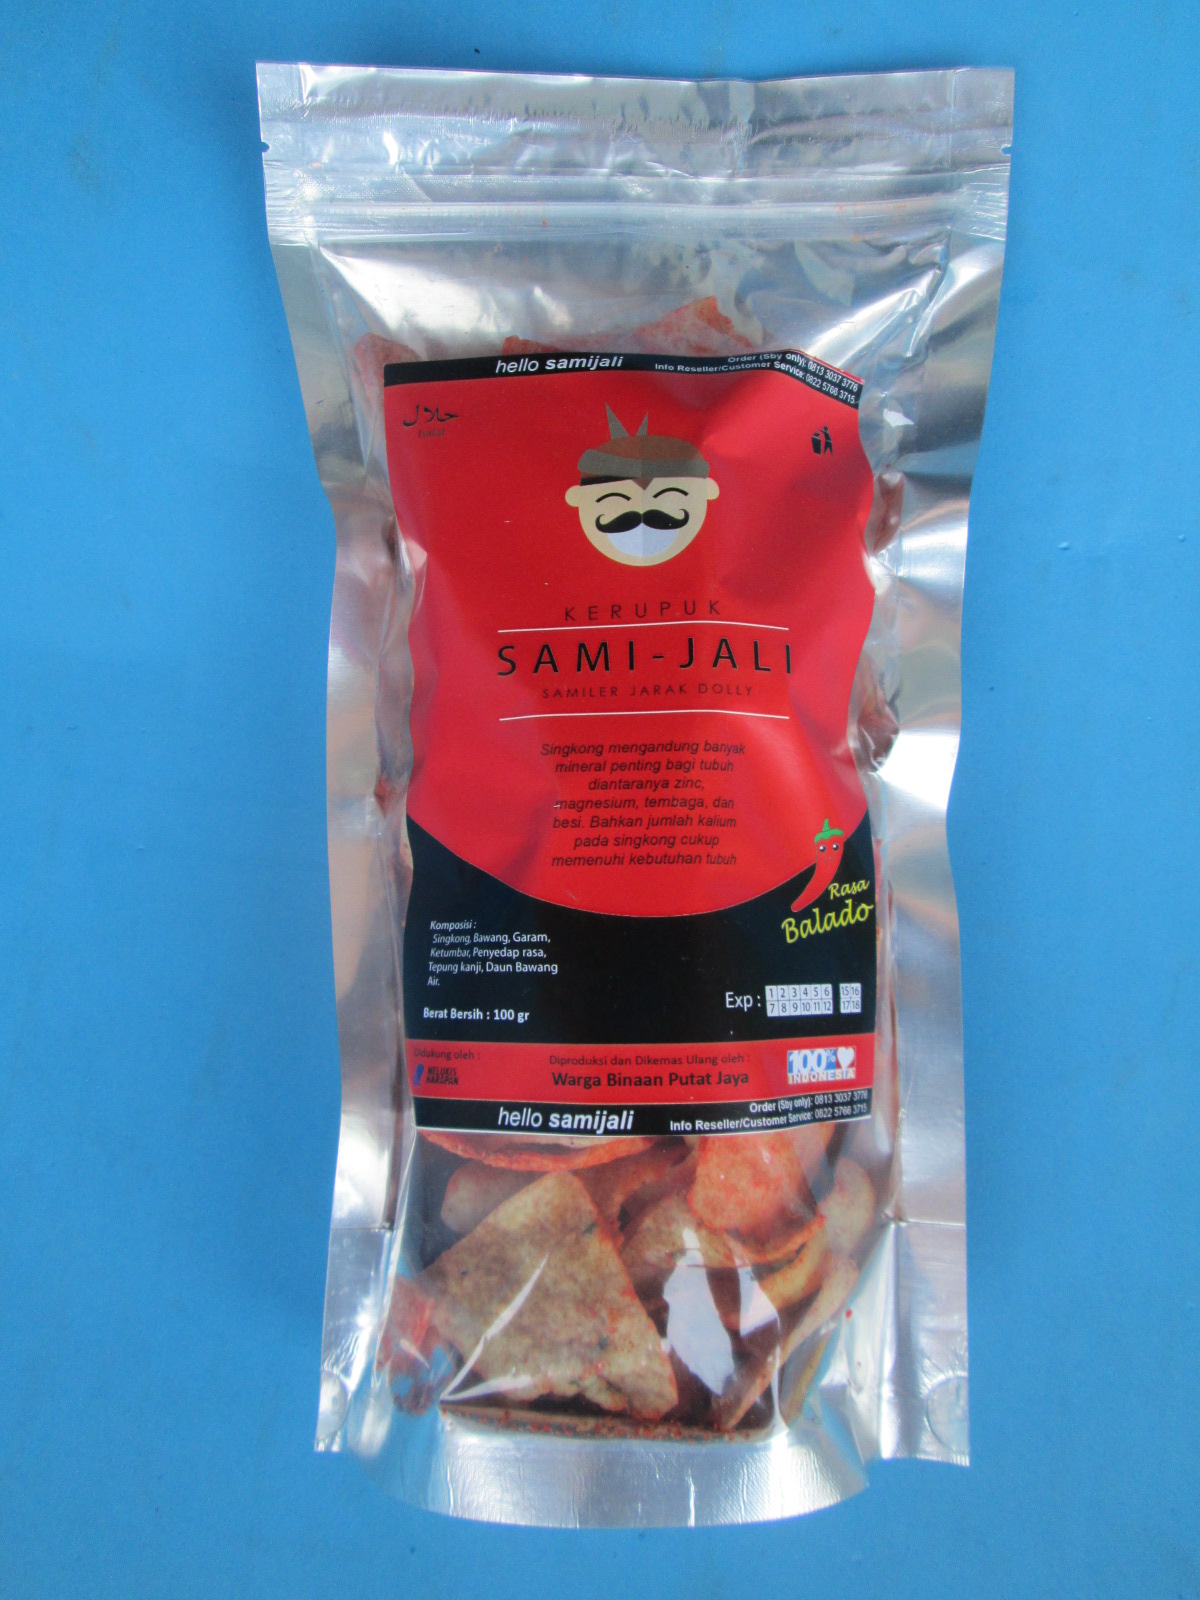 hello samijali
Order (Sby only): 0813 3037 3776
Info Reseller/Customer Service: 0822 5766 3715
حلال
halal
KERUPUK
SAMI-JALI
SAMILER JARAK DOLLY
Singkong mengandung banyak
mineral penting bagi tubuh
diantaranya zinc,
magnesium, tembaga, dan
besi. Bahkan jumlah kalium
pada singkong cukup
memenuhi kebutuhan tubuh
Rasa
Balado
Komposisi :
Singkong, Bawang, Garam,
Ketumbar, Penyedap rasa,
Tepung kanji, Daun Bawang
Air.
Berat Bersih : 100 gr
Exp : 1 2 3 4 5 6 15 16
7 8 9 10 11 12 17 18
Didukung oleh :
MELUKIS
HARAPAN
Diproduksi dan Dikemas Ulang oleh :
Warga Binaan Putat Jaya
100%
INDONESIA
hello samijali
Order (Sby only): 0813 3037 3776
Info Reseller/Customer Service: 0822 5766 3715